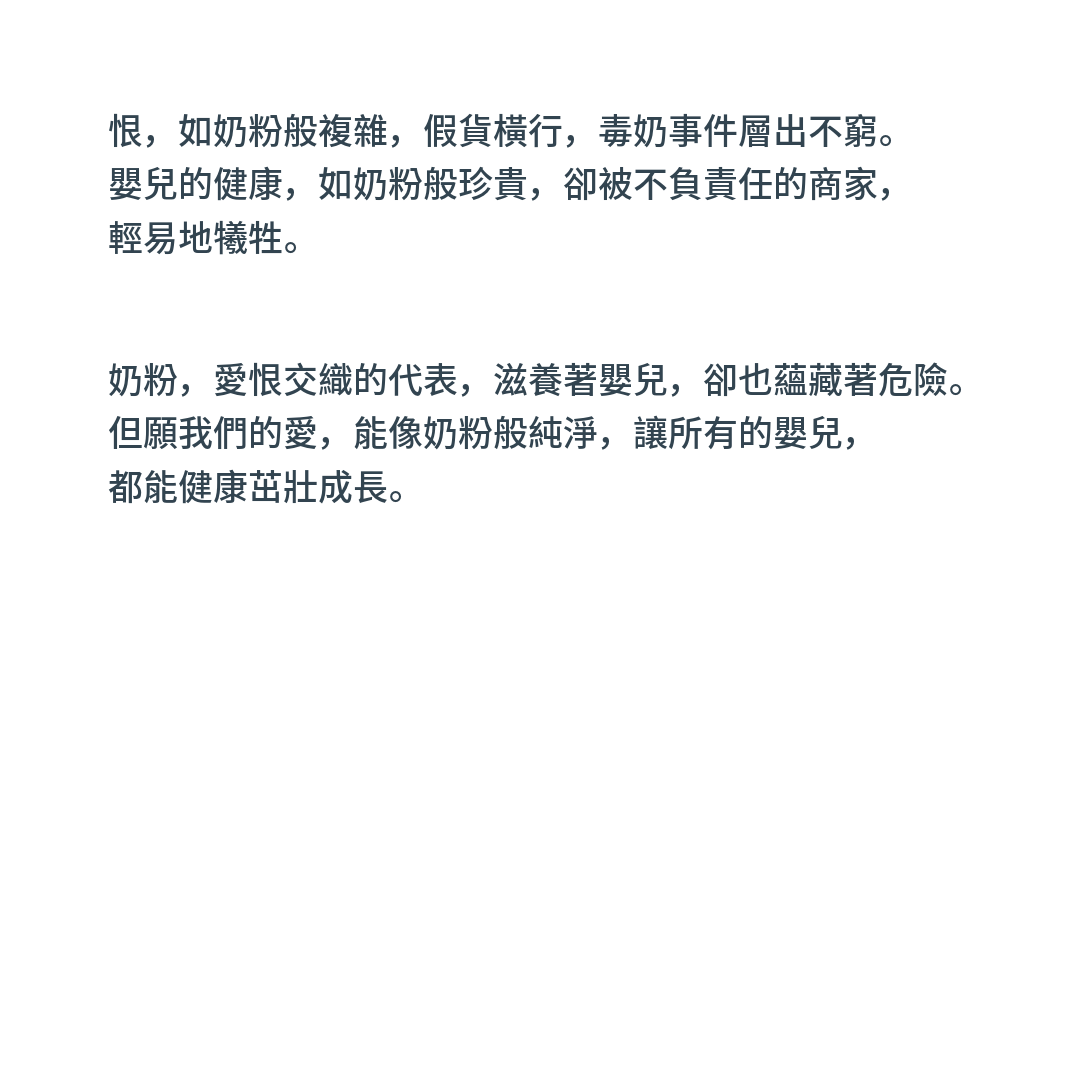 恨，如奶粉般複雜，假貨橫行，毒奶事件層出不窮。
嬰兒的健康，如奶粉般珍貴，卻被不負責任的商家，
輕易地犧牲。
奶粉，愛恨交織的代表，滋養著嬰兒，卻也蘊藏著危險。
但願我們的愛，能像奶粉般純淨，讓所有的嬰兒，
都能健康茁壯成長。